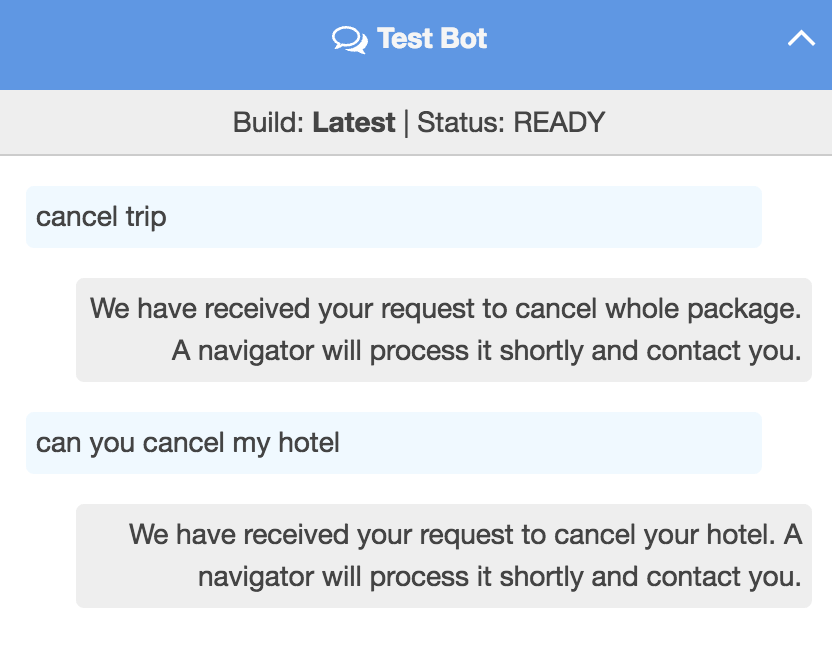 Test Bot
Build: Latest | Status: READY
cancel trip
We have received your request to cancel whole package.
A navigator will process it shortly and contact you.
can you cancel my hotel
We have received your request to cancel your hotel. A
navigator will process it shortly and contact you.